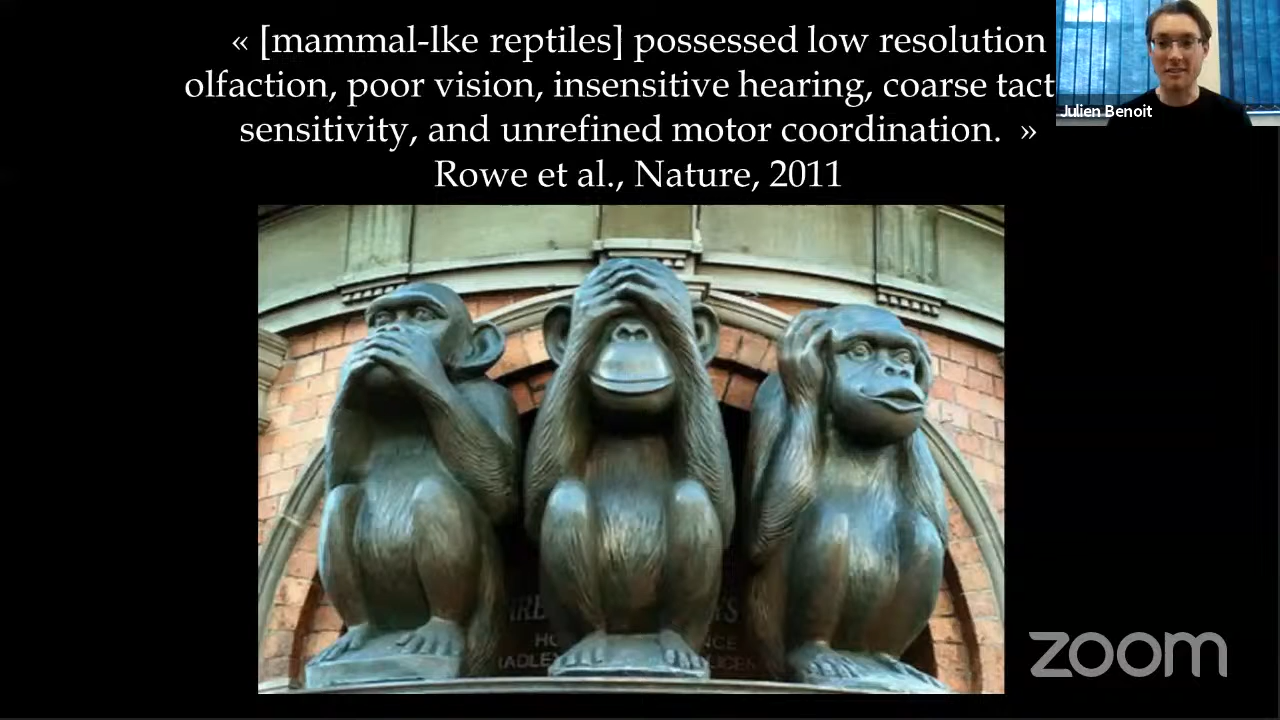 « [mammal-lke reptiles] possessed low resolution
olfaction, poor vision, insensitive hearing, coarse tact
sensitivity, and unrefined motor coordination. »
Rowe et al., Nature, 2011
Julien Benoit
zoom